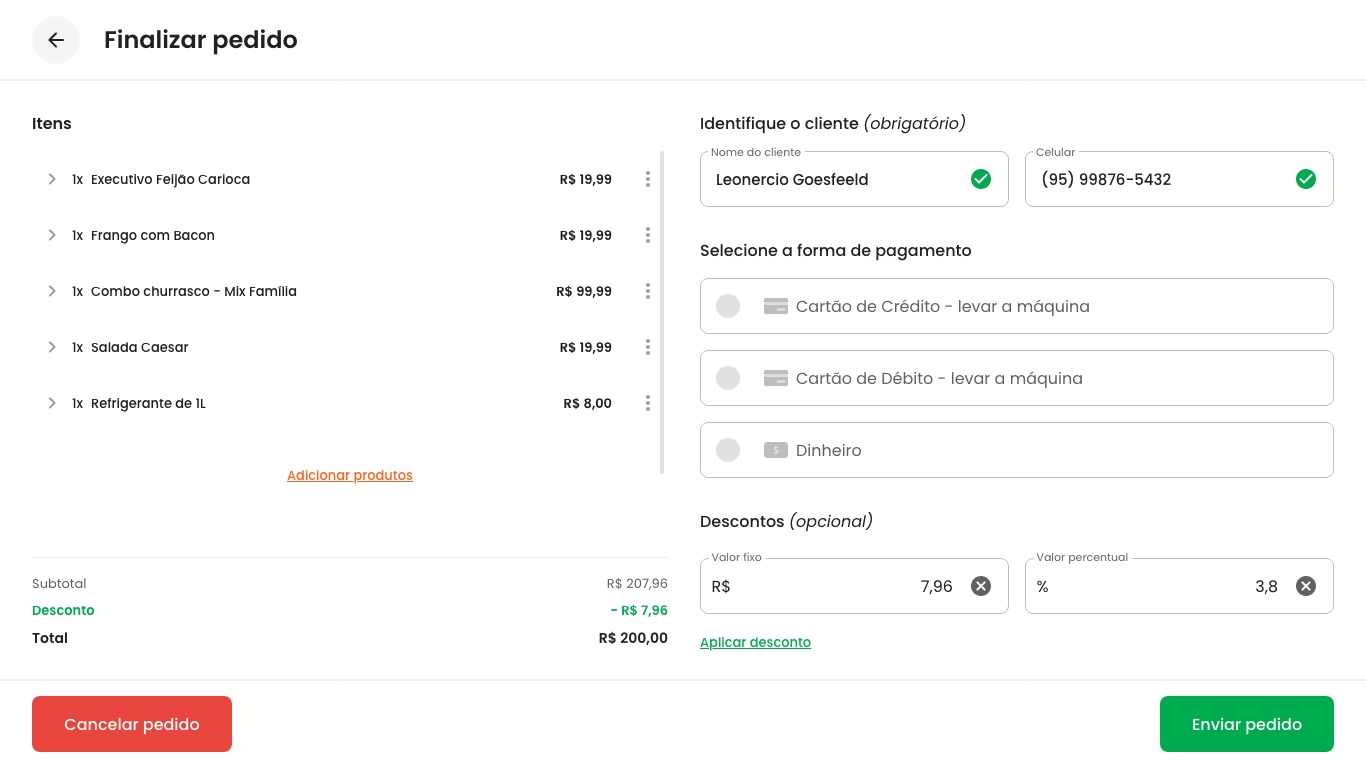 Finalizar pedido
Itens
1x Executivo Feijão Carioca R$ 19,99
1x Frango com Bacon R$ 19,99
1x Combo churrasco - Mix Família R$ 99,99
1x Salada Caesar R$ 19,99
1x Refrigerante de 1L R$ 8,00
Adicionar produtos
Subtotal R$ 207,96
Desconto - R$ 7,96
Total R$ 200,00
Identifique o cliente (obrigatório)
Nome do cliente
Leonercio Goesfeeld
Celular
(95) 99876-5432
Selecione a forma de pagamento
Cartão de Crédito - levar a máquina
Cartão de Débito - levar a máquina
$ Dinheiro
Descontos (opcional)
Valor fixo
R$ 7,96
Valor percentual
% 3,8
Aplicar desconto
Cancelar pedido
Enviar pedido